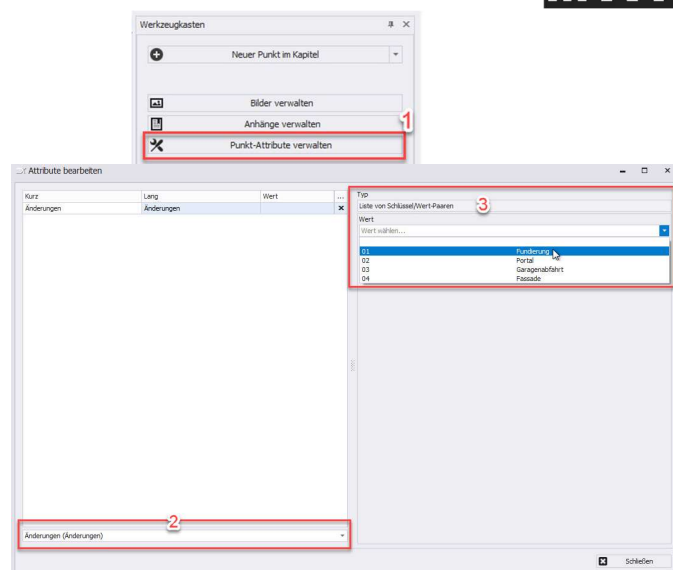 Werkzeugkasten
Neuer Punkt im Kapitel
Bilder verwalten
Anhänge verwalten
1
Punkt-Attribute verwalten
Attribute bearbeiten
Kurz Lang Wert ...
Änderungen Änderungen
Typ
3
Liste von Schlüssel/Wert-Paaren
Wert
Wert wählen...
01 Fundierung
02 Portal
03 Garagenabfahrt
04 Fassade
2
Änderungen (Änderungen)
Schließen